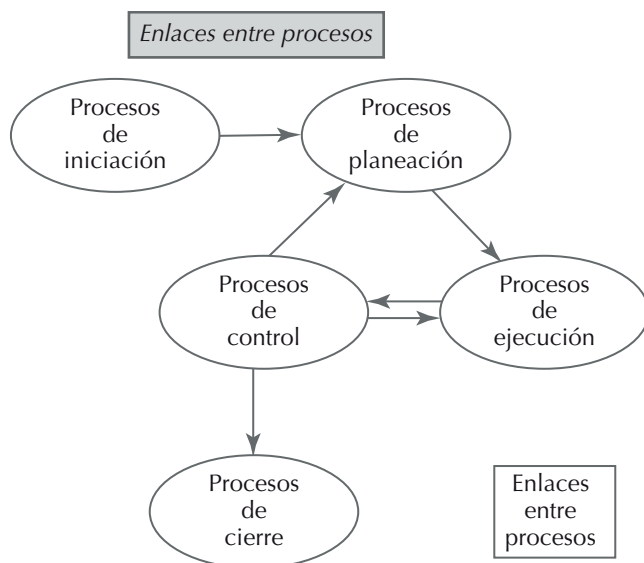 Enlaces entre procesos
Procesos
de
iniciación
Procesos
de
planeación
Procesos
de
control
Procesos
de
ejecución
Procesos
de
cierre
Enlaces
entre
procesos